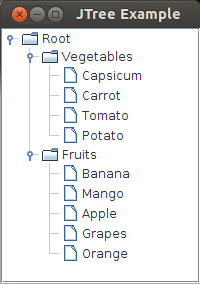 JTree Example
Root
Vegetables
Capsicum
Carrot
Tomato
Potato
Fruits
Banana
Mango
Apple
Grapes
Orange